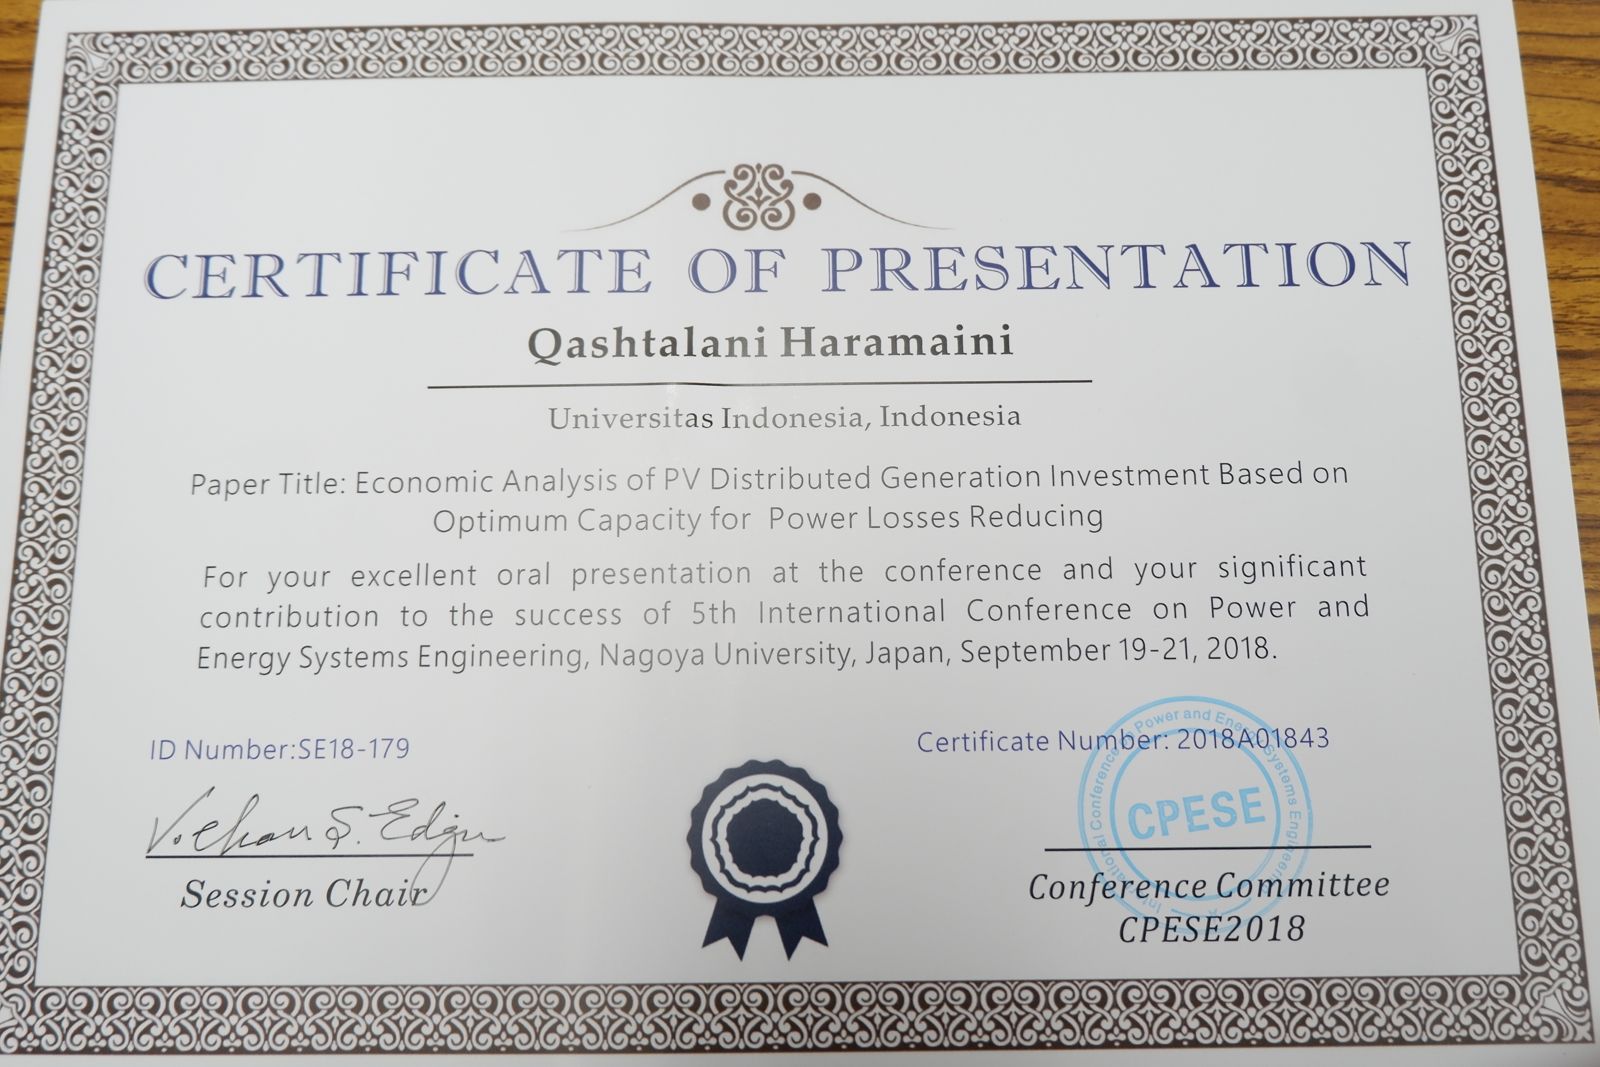 CERTIFICATE OF PRESENTATION
Qashtalani Haramaini
Universitas Indonesia, Indonesia
Paper Title: Economic Analysis of PV Distributed Generation Investment Based on
Optimum Capacity for Power Losses Reducing
For your excellent oral presentation at the conference and your significant
contribution to the success of 5th International Conference on Power and
Energy Systems Engineering, Nagoya University, Japan, September 19-21, 2018.
ID Number:SE18-179
Certificate Number: 2018A01843
CPESE
Session Chair
Conference Committee
CPESE2018